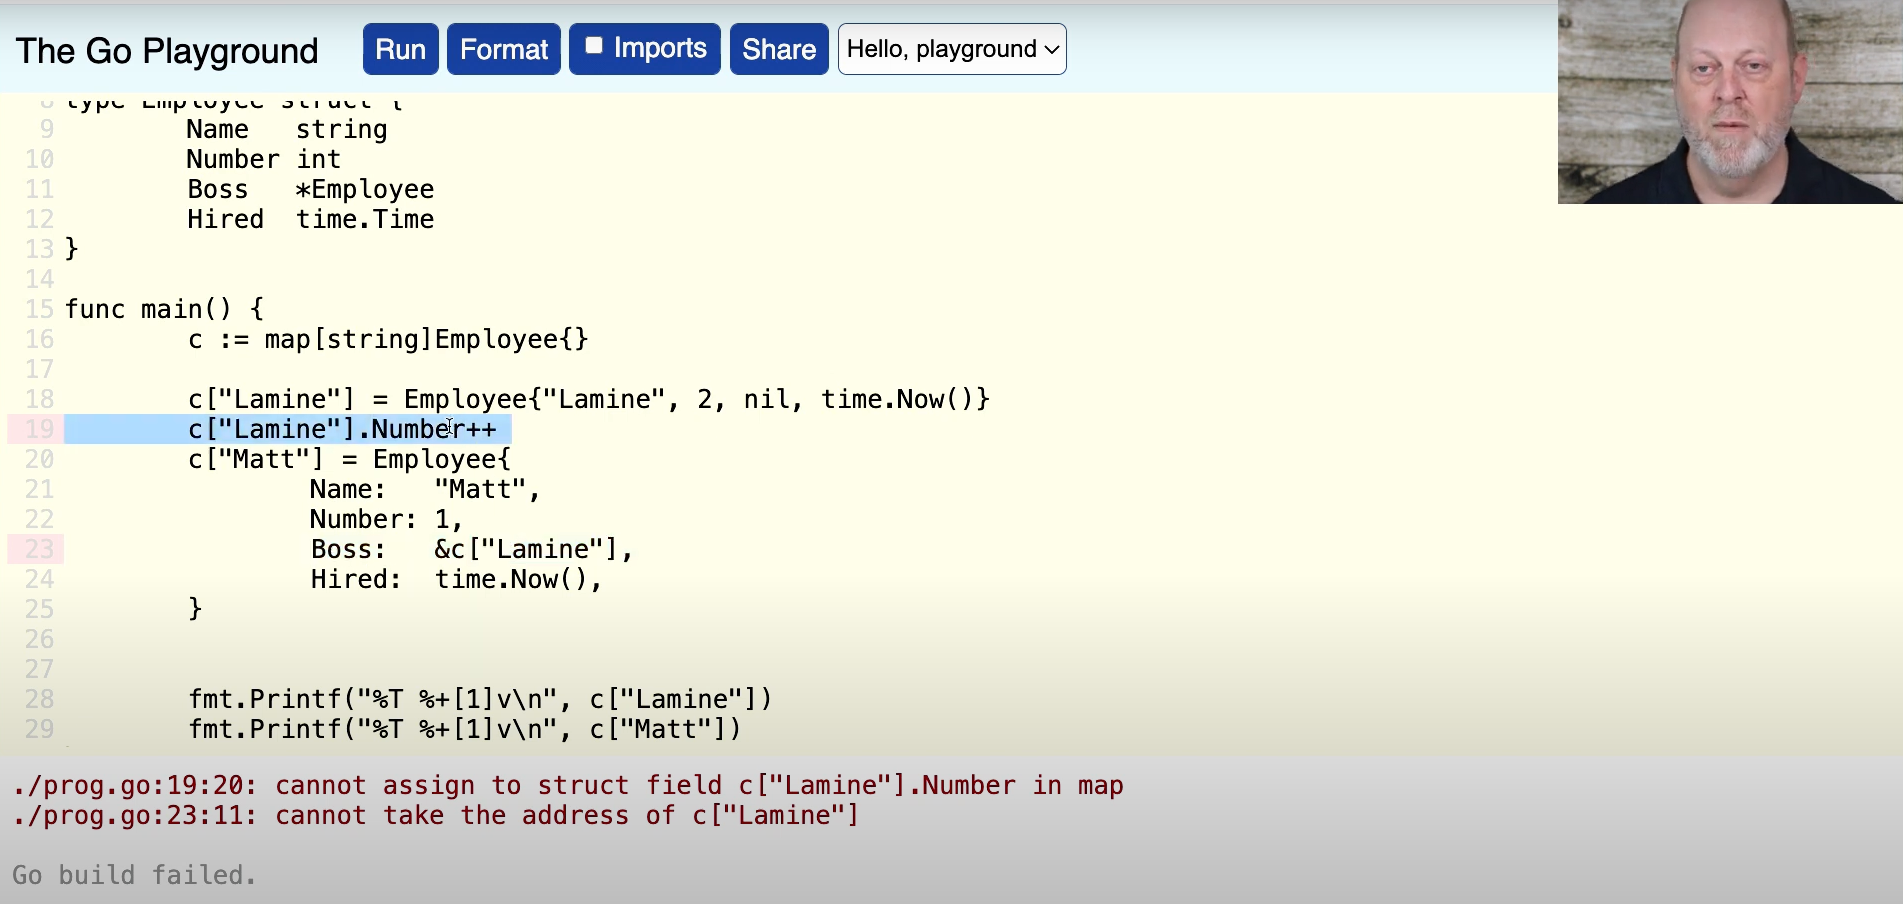 The Go Playground Run Format Imports Share Hello, playground
8 type Employee struct {
9 Name string
10 Number int
11 Boss *Employee
12 Hired time.Time
13 }
14
15 func main() {
16 c := map[string]Employee{}
17
18 c["Lamine"] = Employee{"Lamine", 2, nil, time.Now()}
19 c["Lamine"].Number++
20 c["Matt"] = Employee{
21 Name: "Matt",
22 Number: 1,
23 Boss: &c["Lamine"],
24 Hired: time.Now(),
25 }
26
27
28 fmt.Printf("%T %+[1]v\n", c["Lamine"])
29 fmt.Printf("%T %+[1]v\n", c["Matt"])
./prog.go:19:20: cannot assign to struct field c["Lamine"].Number in map
./prog.go:23:11: cannot take the address of c["Lamine"]
Go build failed.